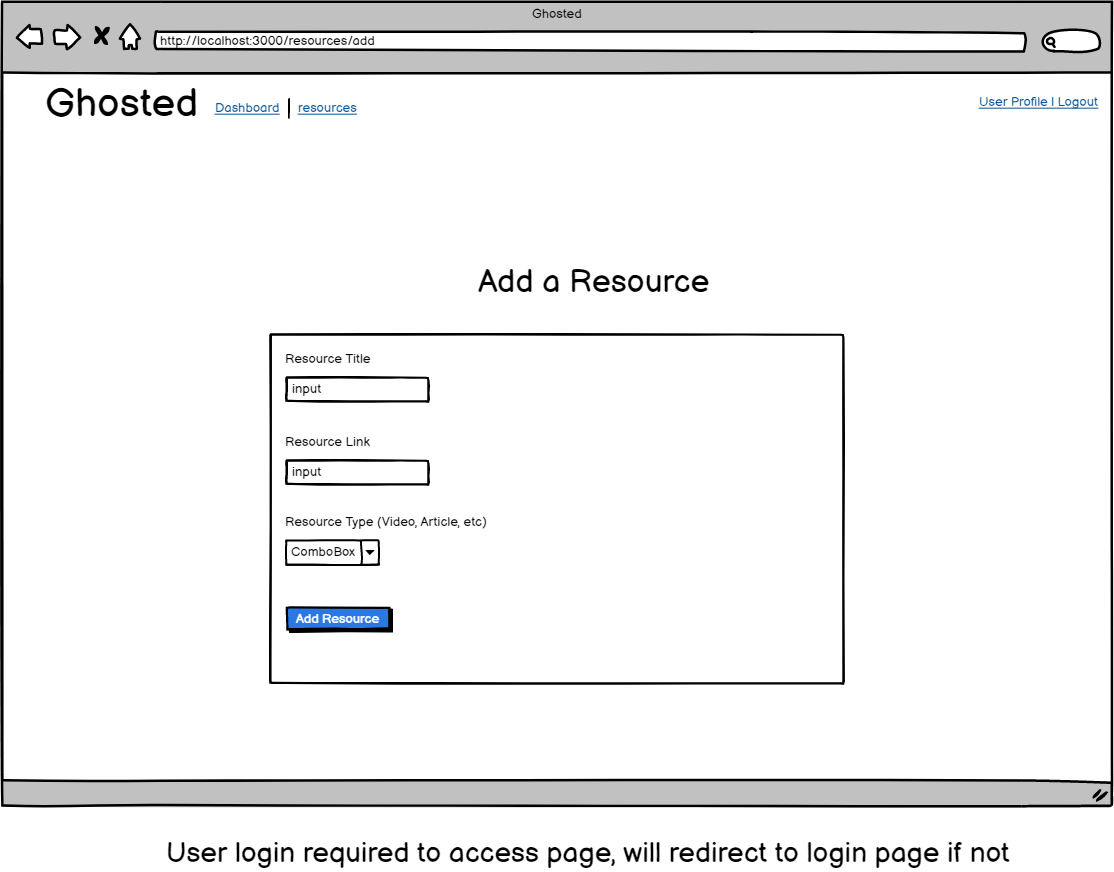 Ghosted
http://localhost:3000/resources/add
Ghosted Dashboard | resources User Profile | Logout
Add a Resource
Resource Title
input
Resource Link
input
Resource Type (Video, Article, etc)
ComboBox
Add Resource
User login required to access page, will redirect to login page if not